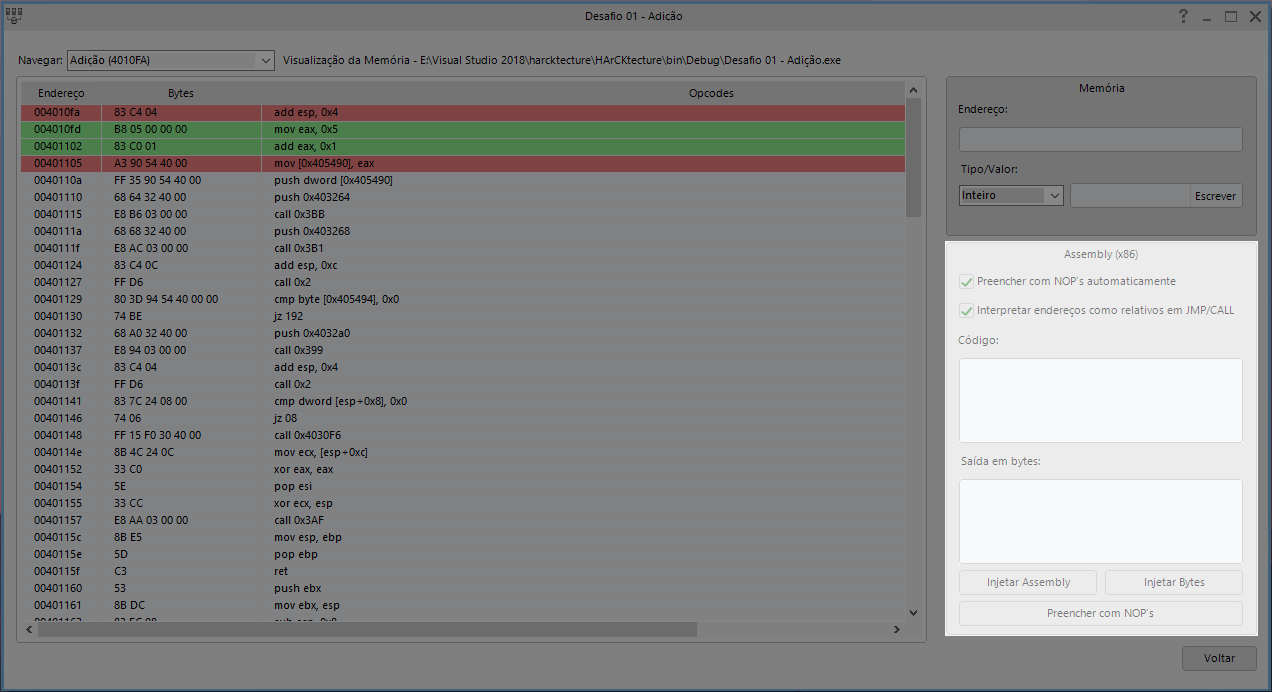 Desafio 01 - Adição
Navegar: Adição (4010FA) Visualização da Memória - E:\Visual Studio 2018\harcktecture\HArCKtecture\bin\Debug\Desafio 01 - Adição.exe
Endereço Bytes Opcodes
004010fa 83 C4 04 add esp, 0x4
004010fd B8 05 00 00 00 mov eax, 0x5
00401102 83 C0 01 add eax, 0x1
00401105 A3 90 54 40 00 mov [0x405490], eax
0040110a FF 35 90 54 40 00 push dword [0x405490]
00401110 68 64 32 40 00 push 0x403264
00401115 E8 B6 03 00 00 call 0x3BB
0040111a 68 68 32 40 00 push 0x403268
0040111f E8 AC 03 00 00 call 0x3B1
00401124 83 C4 0C add esp, 0xc
00401127 FF D6 call 0x2
00401129 80 3D 94 54 40 00 00 cmp byte [0x405494], 0x0
00401130 74 BE jz 192
00401132 68 A0 32 40 00 push 0x4032a0
00401137 E8 94 03 00 00 call 0x399
0040113c 83 C4 04 add esp, 0x4
0040113f FF D6 call 0x2
00401141 83 7C 24 08 00 cmp dword [esp+0x8], 0x0
00401146 74 06 jz 08
00401148 FF 15 F0 30 40 00 call 0x4030F6
0040114e 8B 4C 24 0C mov ecx, [esp+0xc]
00401152 33 C0 xor eax, eax
00401154 5E pop esi
00401155 33 CC xor ecx, esp
00401157 E8 AA 03 00 00 call 0x3AF
0040115c 8B E5 mov esp, ebp
0040115e 5D pop ebp
0040115f C3 ret
00401160 53 push ebx
00401161 8B DC mov ebx, esp
Memória
Endereço:
Tipo/Valor:
Inteiro Escrever
Assembly (x86)
Preencher com NOP's automaticamente
Interpretar endereços como relativos em JMP/CALL
Código:
Saída em bytes:
Injetar Assembly Injetar Bytes
Preencher com NOP's
Voltar